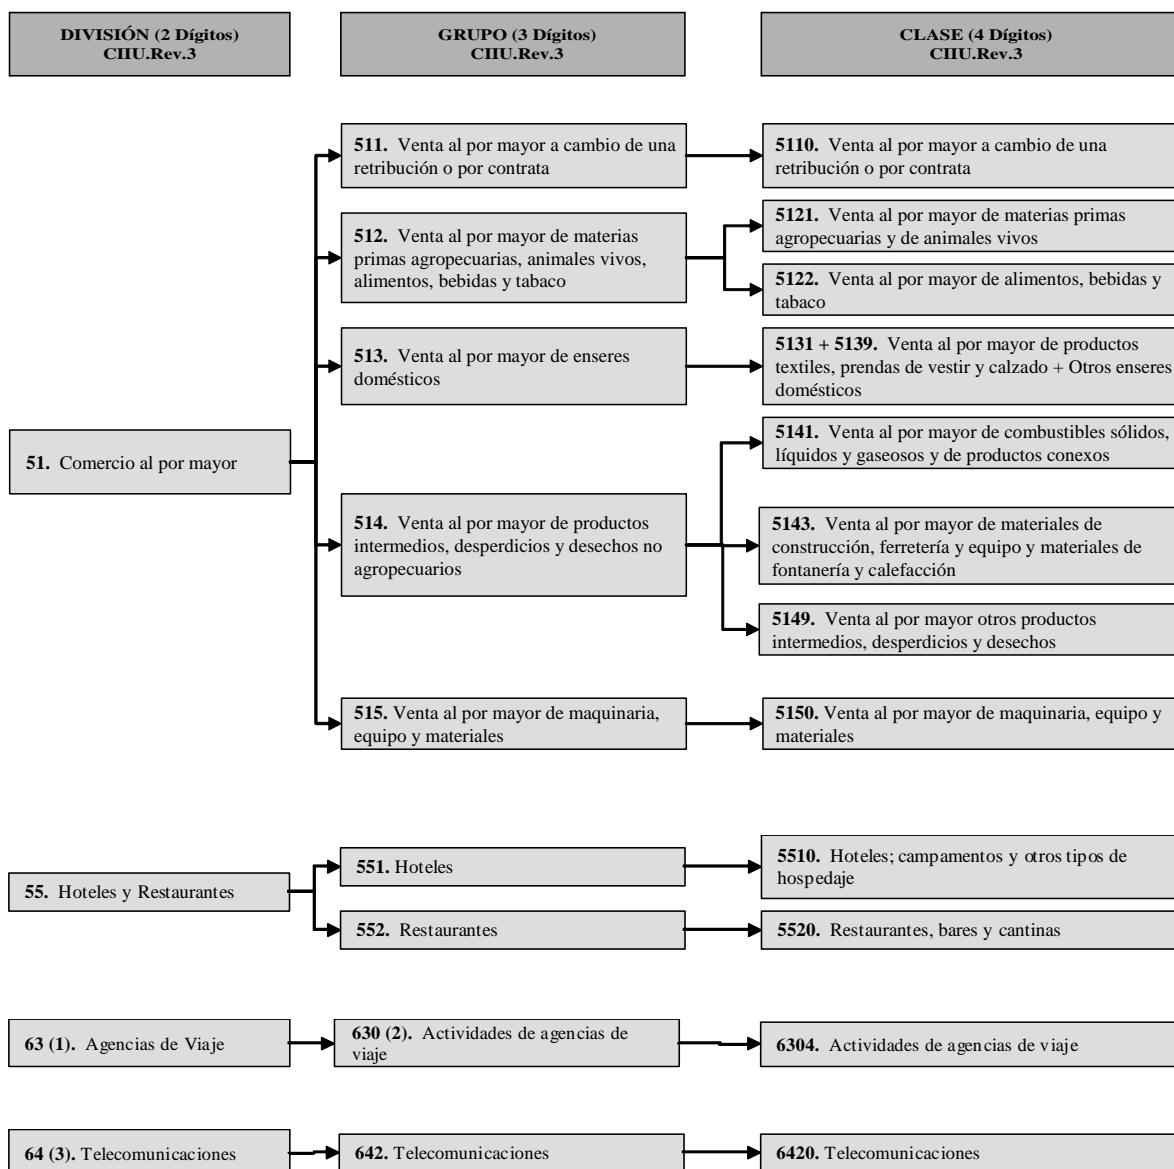 DIVISIÓN (2 Dígitos)
CIIU.Rev.3
GRUPO (3 Dígitos)
CIIU.Rev.3
CLASE (4 Dígitos)
CIIU.Rev.3
51. Comercio al por mayor
511. Venta al por mayor a cambio de una
retribución o por contrata
5110. Venta al por mayor a cambio de una
retribución o por contrata
512. Venta al por mayor de materias
primas agropecuarias, animales vivos,
alimentos, bebidas y tabaco
5121. Venta al por mayor de materias primas
agropecuarias y de animales vivos
5122. Venta al por mayor de alimentos, bebidas y
tabaco
513. Venta al por mayor de enseres
domésticos
5131 + 5139. Venta al por mayor de productos
textiles, prendas de vestir y calzado + Otros enseres
domésticos
514. Venta al por mayor de productos
intermedios, desperdicios y desechos no
agropecuarios
5141. Venta al por mayor de combustibles sólidos,
líquidos y gaseosos y de productos conexos
5143. Venta al por mayor de materiales de
construcción, ferretería y equipo y materiales de
fontanería y calefacción
5149. Venta al por mayor otros productos
intermedios, desperdicios y desechos
515. Venta al por mayor de maquinaria,
equipo y materiales
5150. Venta al por mayor de maquinaria, equipo y
materiales
55. Hoteles y Restaurantes
551. Hoteles
5510. Hoteles; campamentos y otros tipos de
hospedaje
552. Restaurantes
5520. Restaurantes, bares y cantinas
63 (1). Agencias de Viaje
630 (2). Actividades de agencias de
viaje
6304. Actividades de agencias de viaje
64 (3). Telecomunicaciones
642. Telecomunicaciones
6420. Telecomunicaciones